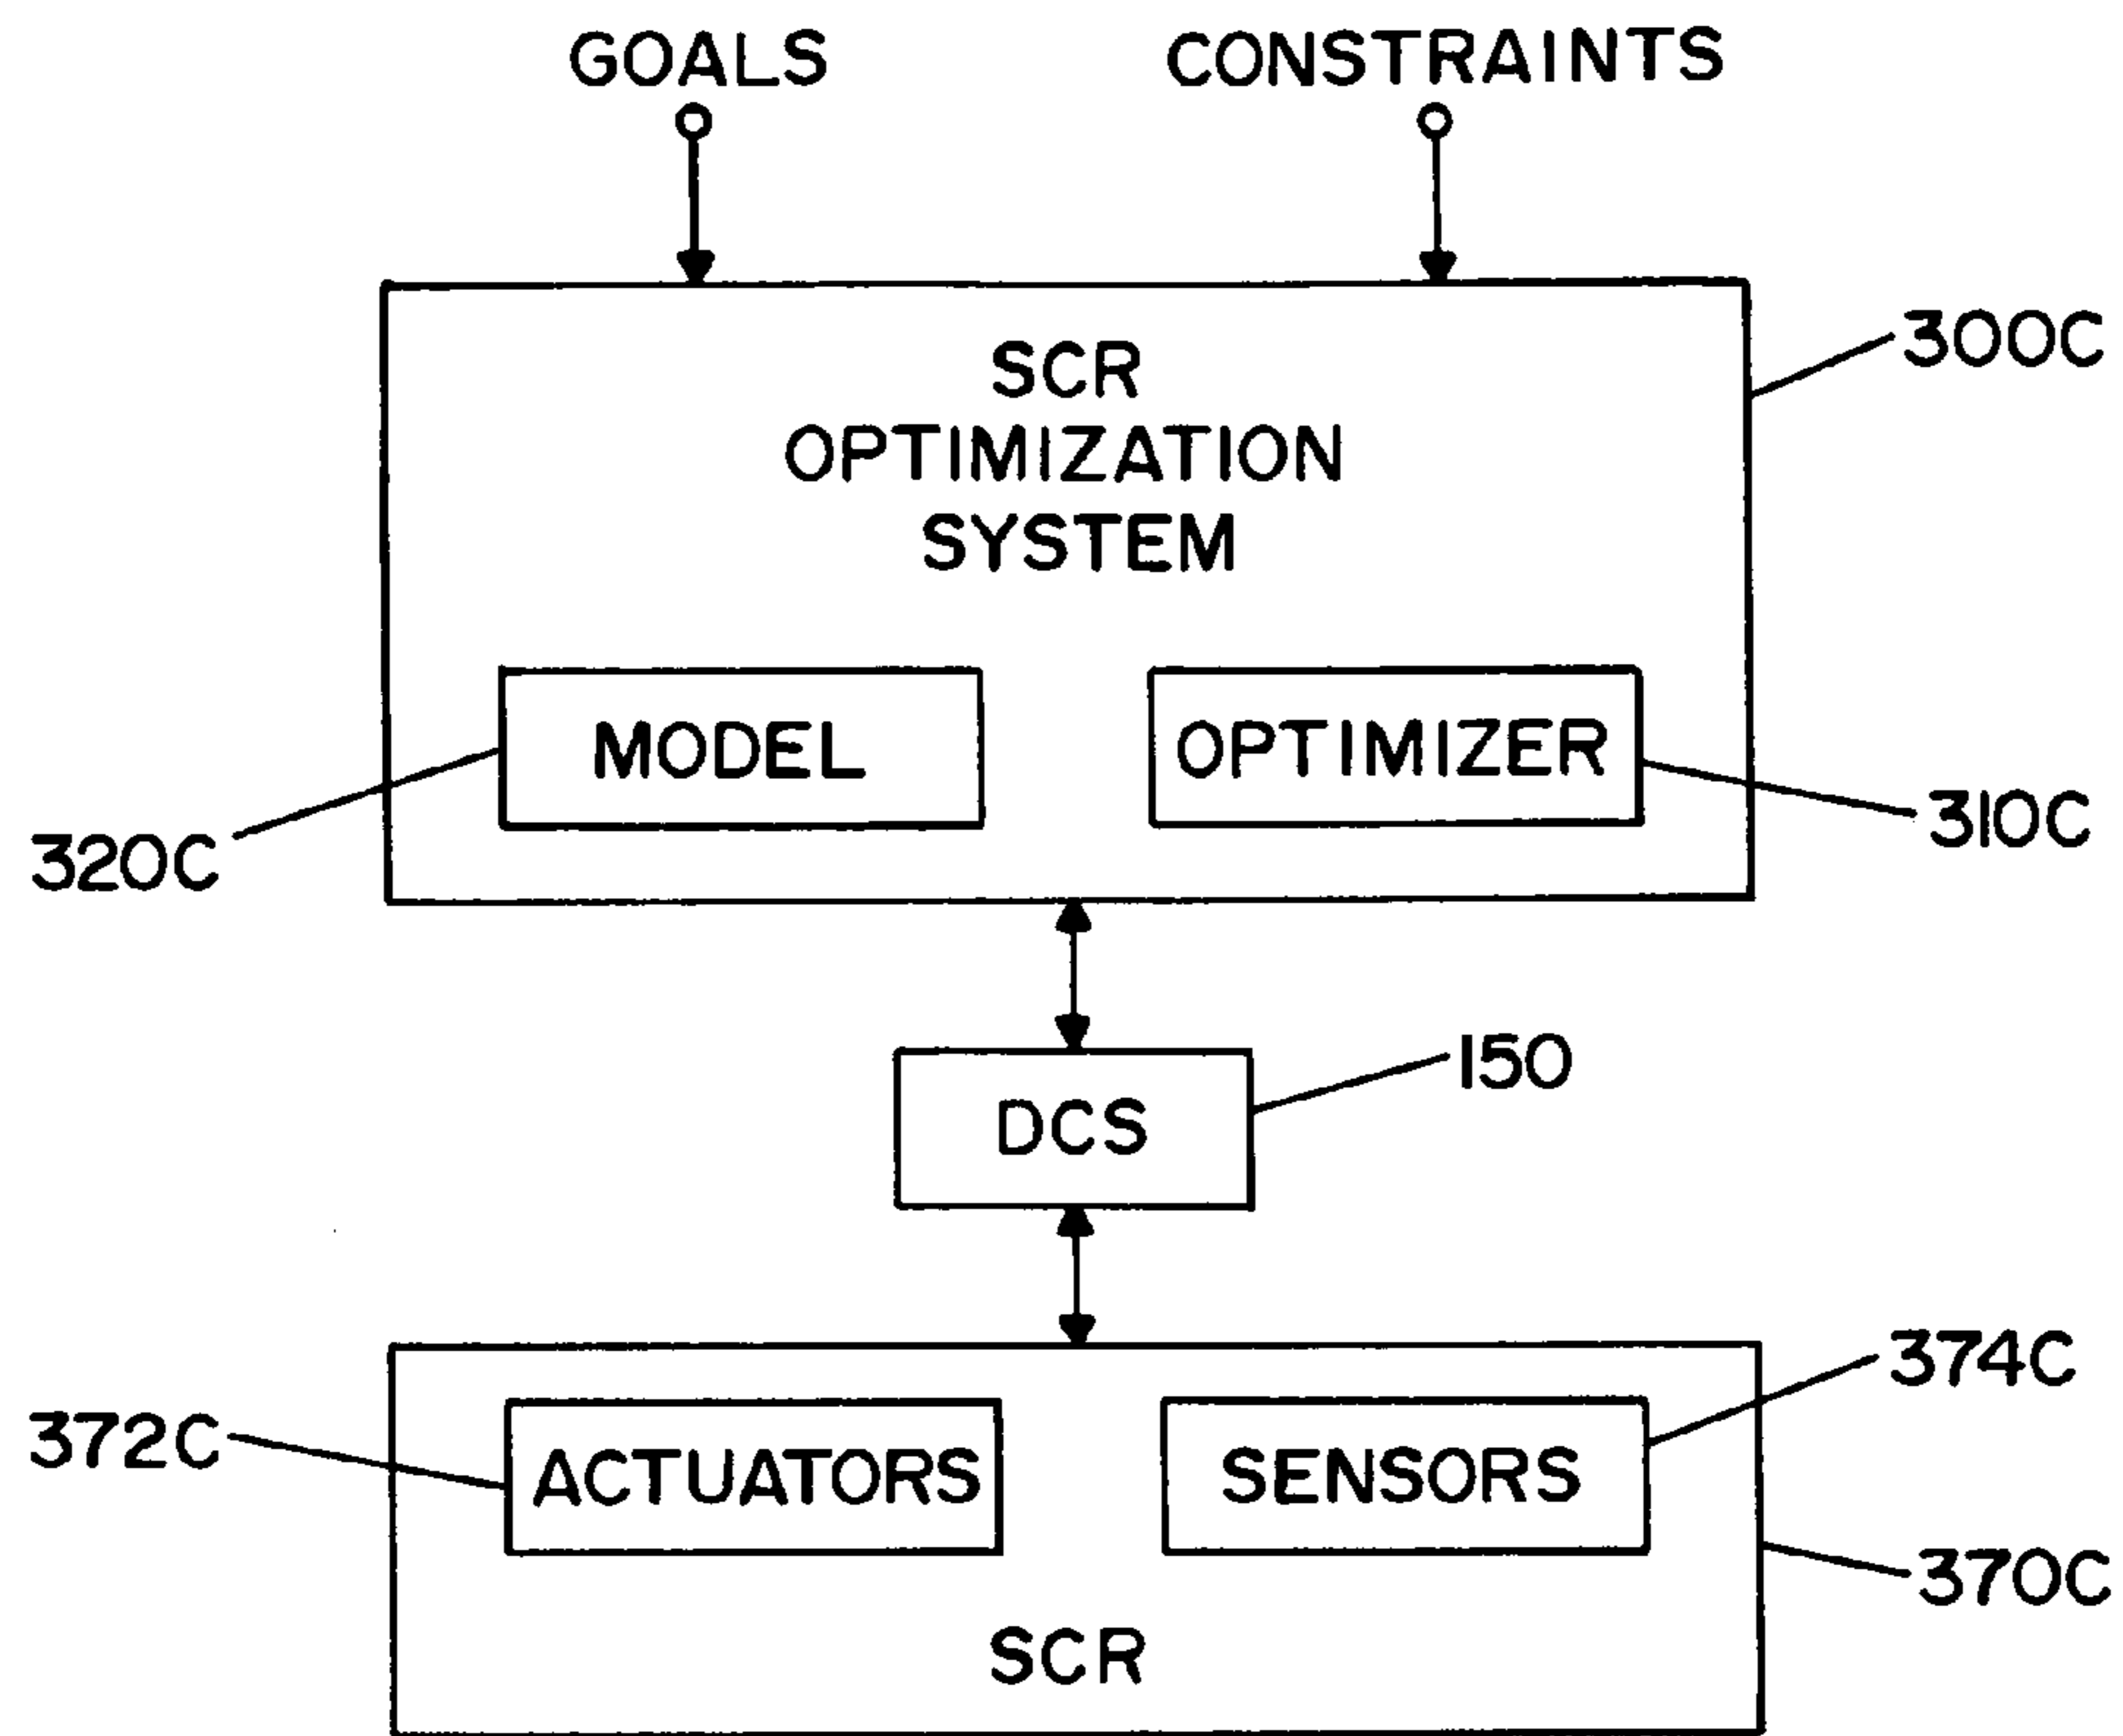 GOALS
CONSTRAINTS
SCR
OPTIMIZATION
SYSTEM
300C
MODEL
OPTIMIZER
320C
310C
DCS
150
ACTUATORS
SENSORS
372C
374C
370C
SCR